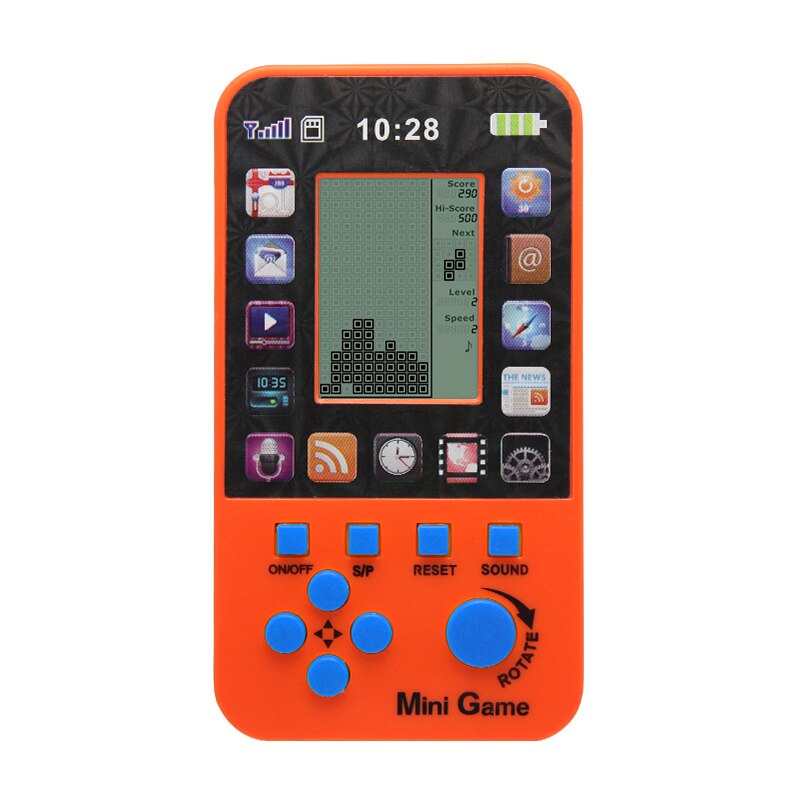 10:28
Score
290
Hi-Score
500
Next
Level
2
Speed
2
30°
@
10:35
THE NEWS
ON/OFF
S/P
RESET
SOUND
ROTATE
Mini Game